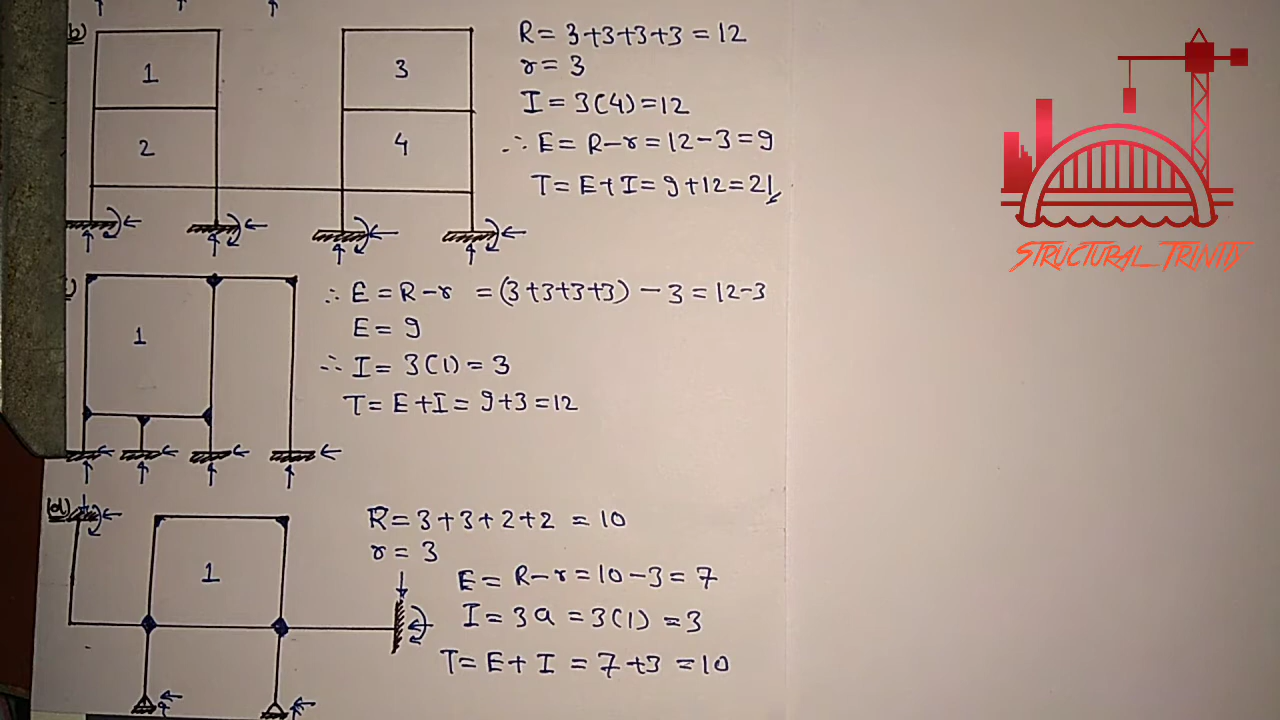 b)
1
2
3
4
R = 3+3+3+3 = 12
r = 3
I = 3(4) = 12
∴ E = R-r = 12-3 = 9
T = E+I = 9+12 = 21
STRUCTURAL_TRINITY
1
∴ E = R-r = (3+3+3+3) - 3 = 12-3
E = 9
∴ I = 3(1) = 3
T = E+I = 9+3 = 12
(d)
1
R = 3+3+2+2 = 10
r = 3
E = R-r = 10-3 = 7
I = 3a = 3(1) = 3
T = E+I = 7+3 = 10